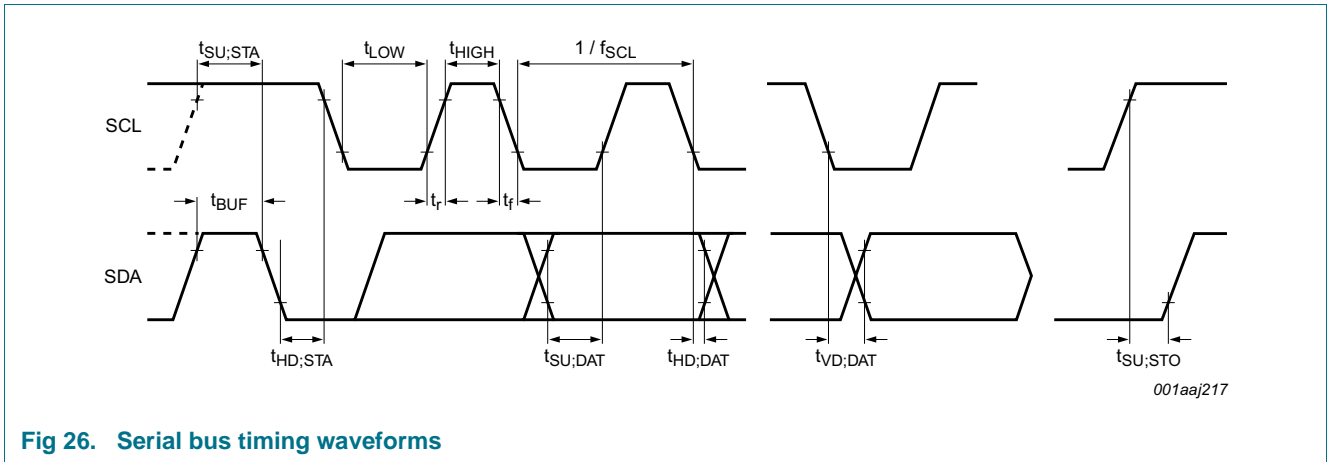 tSU;STA tLOW tHIGH 1 / fSCL
SCL
tBUF tr tf
SDA
tHD;STA tSU;DAT tHD;DAT tVD;DAT tSU;STO
001aaj217
Fig 26. Serial bus timing waveforms